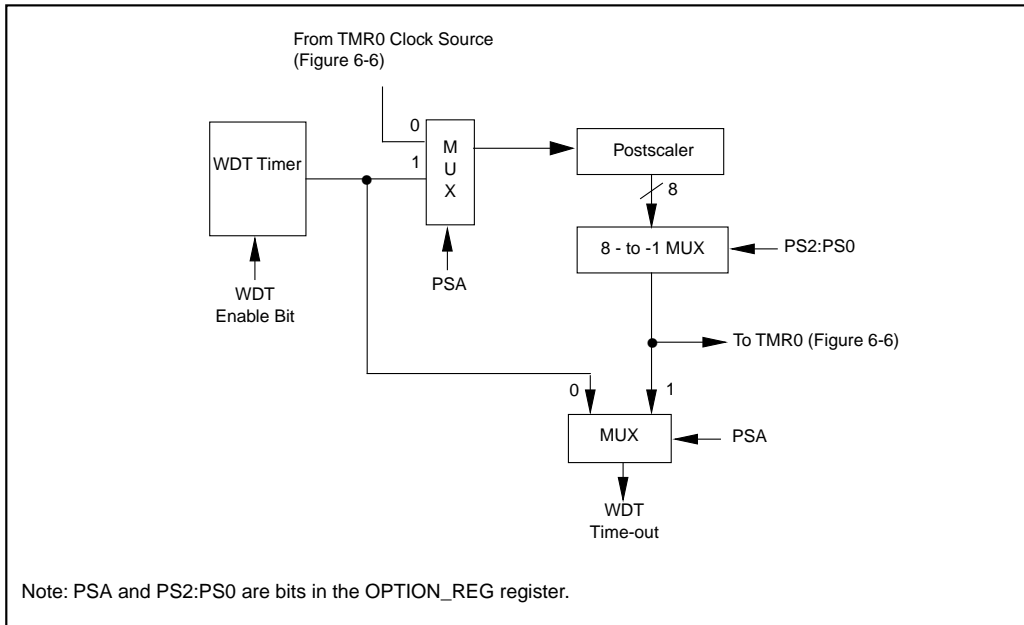 From TMR0 Clock Source
(Figure 6-6)
0
1
M
U
X
WDT Timer
Postscaler
8
8 - to -1 MUX
PS2:PS0
PSA
WDT
Enable Bit
To TMR0 (Figure 6-6)
0
1
MUX
PSA
WDT
Time-out
Note: PSA and PS2:PS0 are bits in the OPTION_REG register.